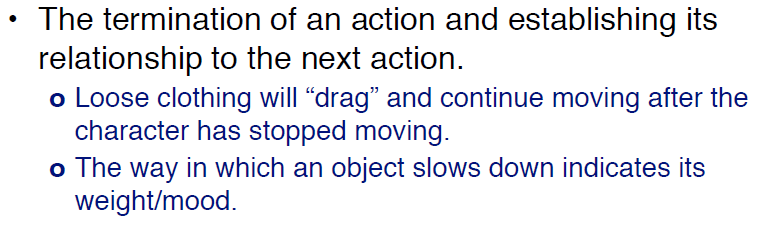 • The termination of an action and establishing its
relationship to the next action.
o Loose clothing will “drag” and continue moving after the
character has stopped moving.
o The way in which an object slows down indicates its
weight/mood.